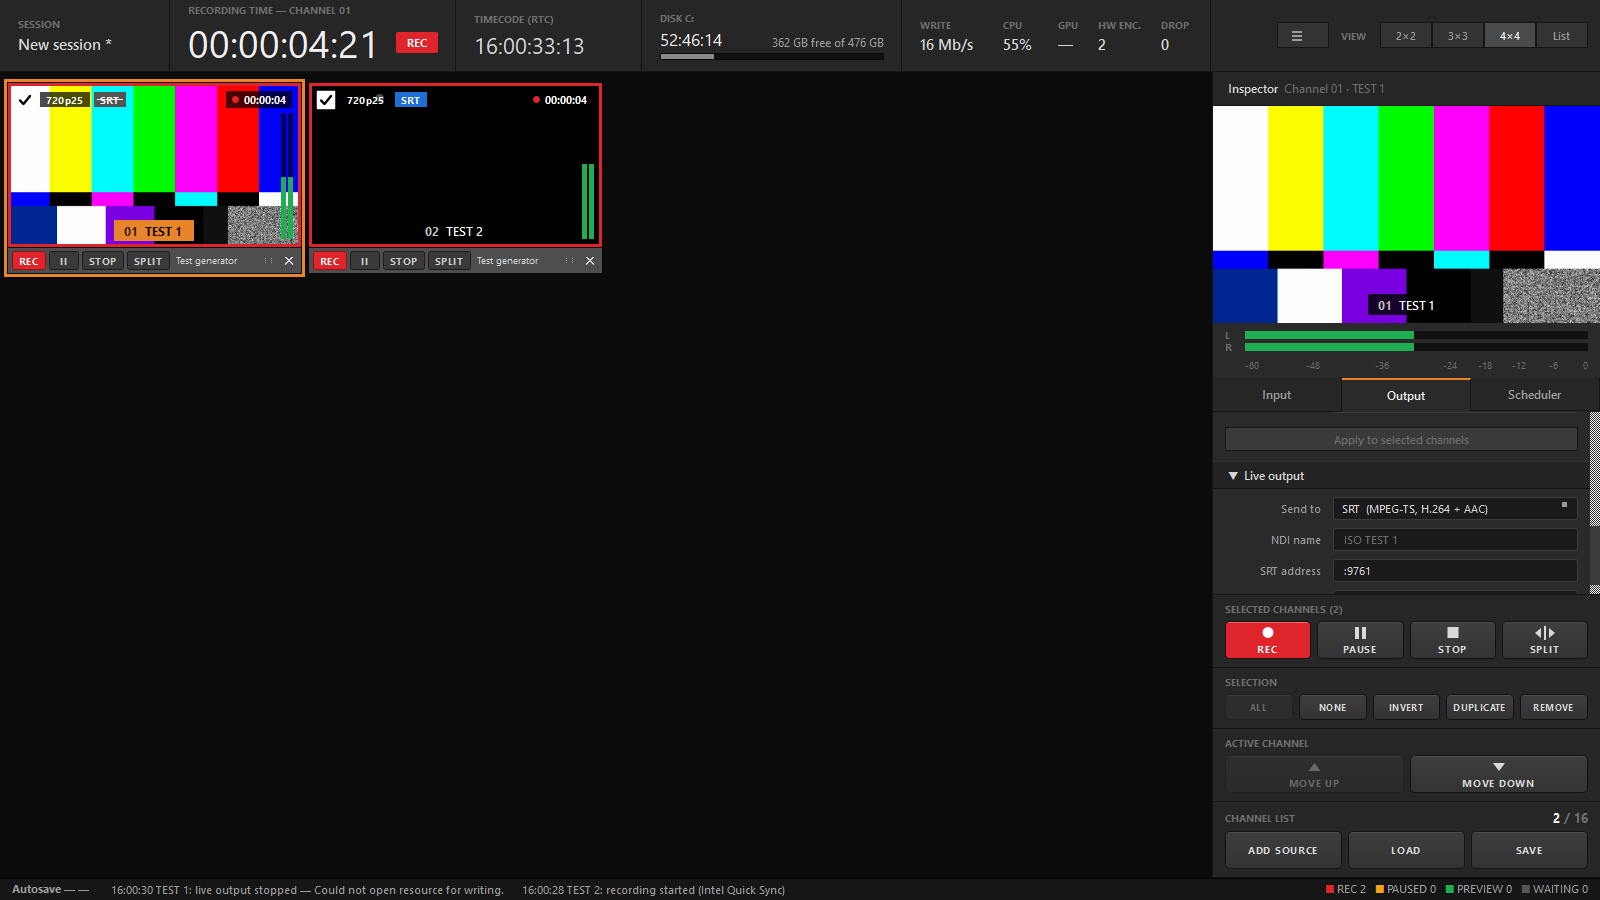 SESSION
New session *
RECORDING TIME — CHANNEL 01
00:00:04:21 REC
TIMECODE (RTC)
16:00:33:13
DISK C:
52:46:14 362 GB free of 476 GB
WRITE CPU GPU HW ENC. DROP
16 Mb/s 55% — 2 0
VIEW 2×2 3×3 4×4 List
720p25 SRT 00:00:04
01 TEST 1
REC STOP SPLIT Test generator
720p25 SRT 00:00:04
02 TEST 2
REC STOP SPLIT Test generator
Inspector Channel 01 · TEST 1
01 TEST 1
L
R
-60 -48 -36 -24 -18 -12 -6 0
Input Output Scheduler
Apply to selected channels
Live output
Send to SRT (MPEG-TS, H.264 + AAC)
NDI name ISO TEST 1
SRT address :9761
SELECTED CHANNELS (2)
REC PAUSE STOP SPLIT
SELECTION
ALL NONE INVERT DUPLICATE REMOVE
ACTIVE CHANNEL
MOVE UP MOVE DOWN
CHANNEL LIST 2 / 16
ADD SOURCE LOAD SAVE
Autosave — — 16:00:30 TEST 1: live output stopped — Could not open resource for writing. 16:00:28 TEST 2: recording started (Intel Quick Sync) REC 2 PAUSED 0 PREVIEW 0 WAITING 0